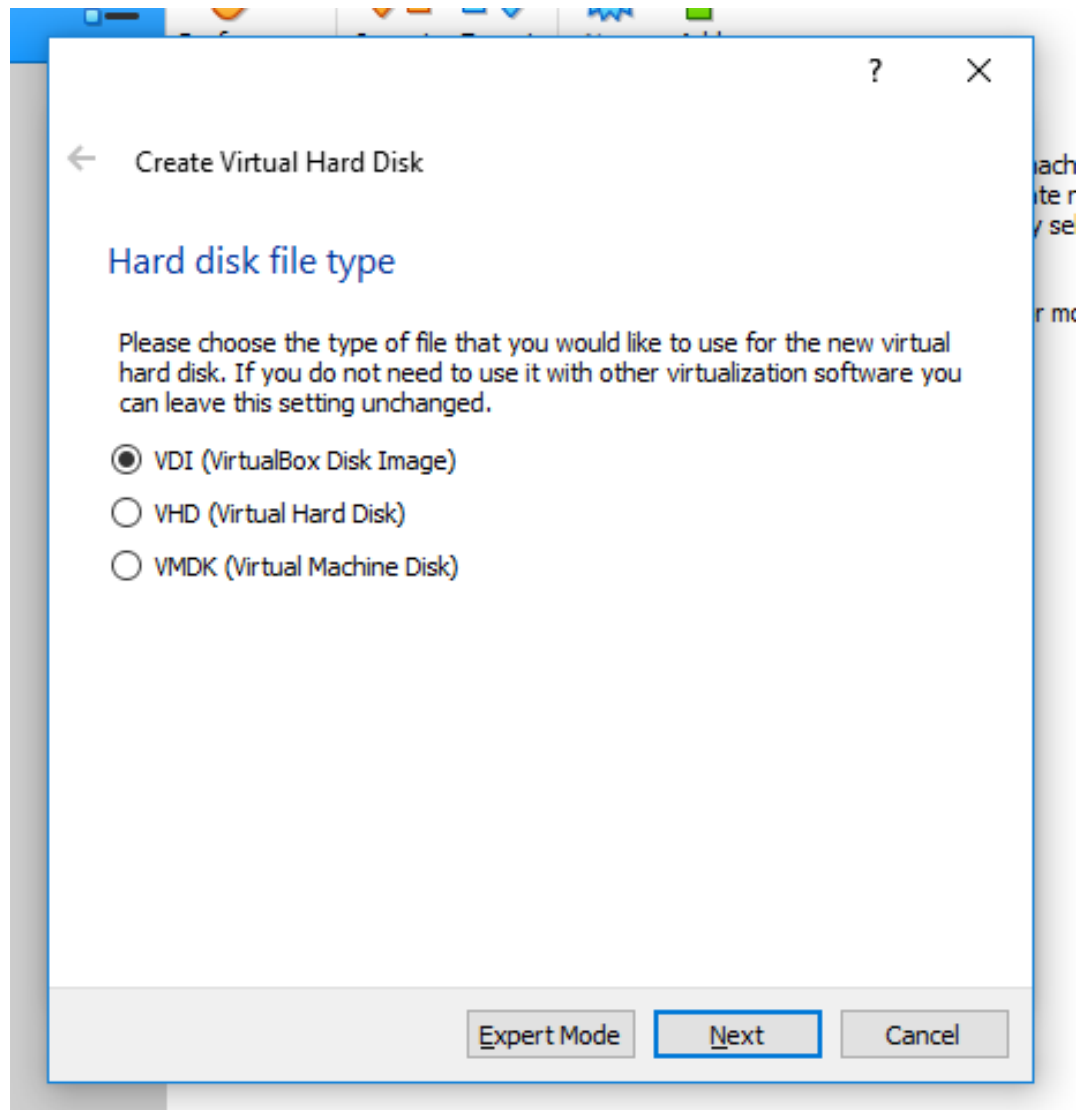 ?
Create Virtual Hard Disk
Hard disk file type
Please choose the type of file that you would like to use for the new virtual
hard disk. If you do not need to use it with other virtualization software you
can leave this setting unchanged.
VDI (VirtualBox Disk Image)
VHD (Virtual Hard Disk)
VMDK (Virtual Machine Disk)
Expert Mode
Next
Cancel